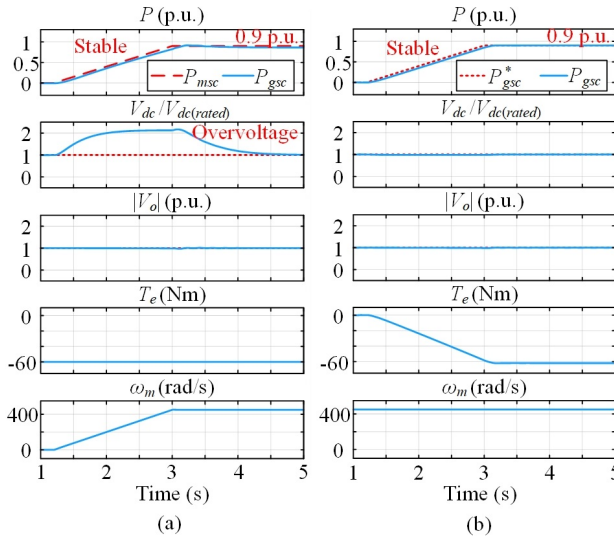 P (p.u.)
1
0.5
0
Stable
0.9 p.u.
P_msc
P_gsc
V_dc/V_dc(rated)
2
1
0
Overvoltage
|V_o| (p.u.)
2
1
0
T_e (Nm)
0
-60
ω_m (rad/s)
400
0
1 2 3 4 5
Time (s)
(a)
P (p.u.)
1
0.5
0
Stable
0.9 p.u.
P*_gsc
P_gsc
V_dc/V_dc(rated)
2
1
0
|V_o| (p.u.)
2
1
0
T_e (Nm)
0
-60
ω_m (rad/s)
400
0
1 2 3 4 5
Time (s)
(b)